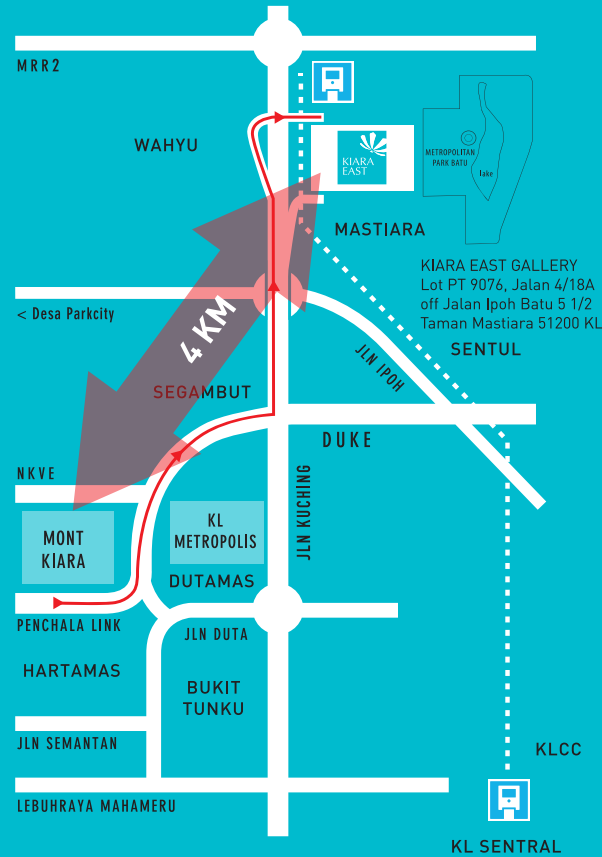 MRR2
WAHYU
KIARA
EAST
METROPOLITAN
PARK BATU
lake
MASTIARA
KIARA EAST GALLERY
Lot PT 9076, Jalan 4/18A
off Jalan Ipoh Batu 5 1/2
Taman Mastiara 51200 KL
< Desa Parkcity
4 KM
SENTUL
JLN IPOH
SEGAMBUT
DUKE
NKVE
JLN KUCHING
MONT
KIARA
KL
METROPOLIS
DUTAMAS
PENCHALA LINK
JLN DUTA
HARTAMAS
BUKIT
TUNKU
JLN SEMANTAN
KLCC
LEBUHRAYA MAHAMERU
KL SENTRAL